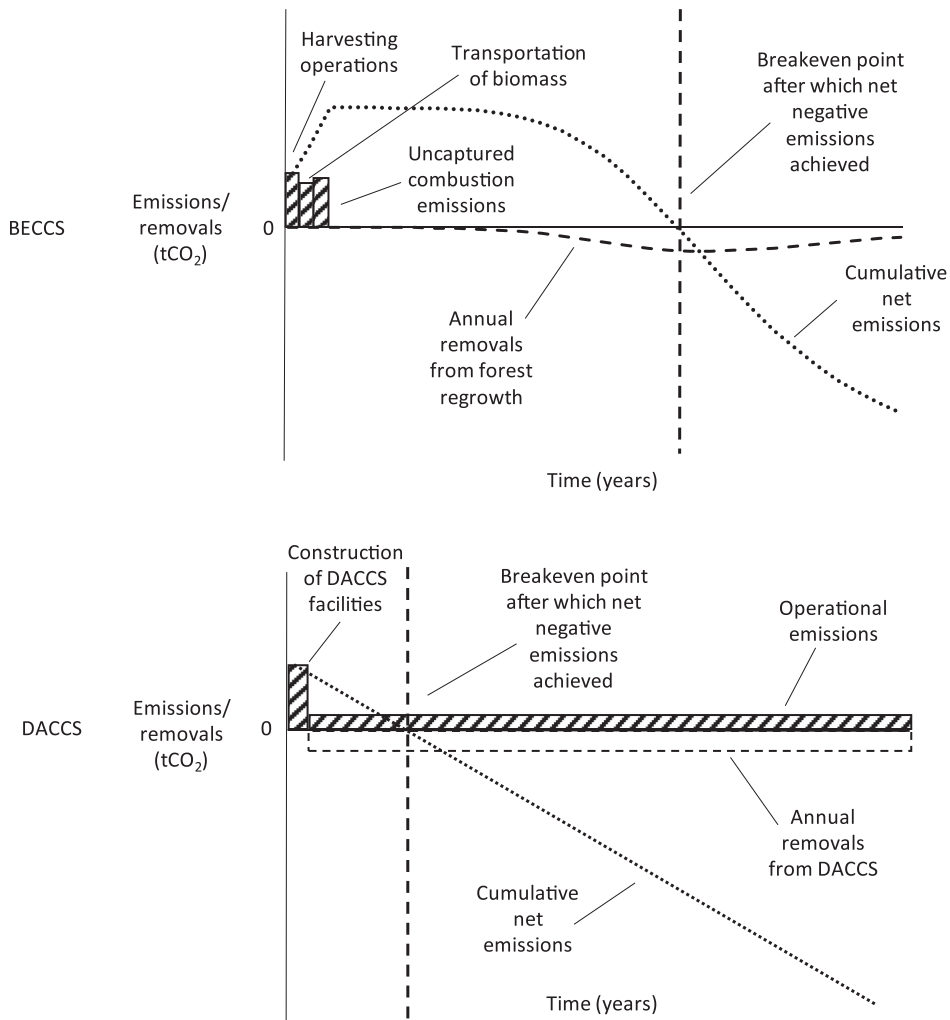 Harvesting
operations
Transportation
of biomass
Breakeven point
after which net
negative
emissions
achieved
Uncaptured
combustion
emissions
BECCS
Emissions/
removals
(tCO₂)
0
Cumulative
net
emissions
Annual
removals
from forest
regrowth
Time (years)
Construction
of DACCS
facilities
Breakeven point
after which net
negative
emissions
achieved
Operational
emissions
DACCS
Emissions/
removals
(tCO₂)
0
Annual
removals
from DACCS
Cumulative
net
emissions
Time (years)